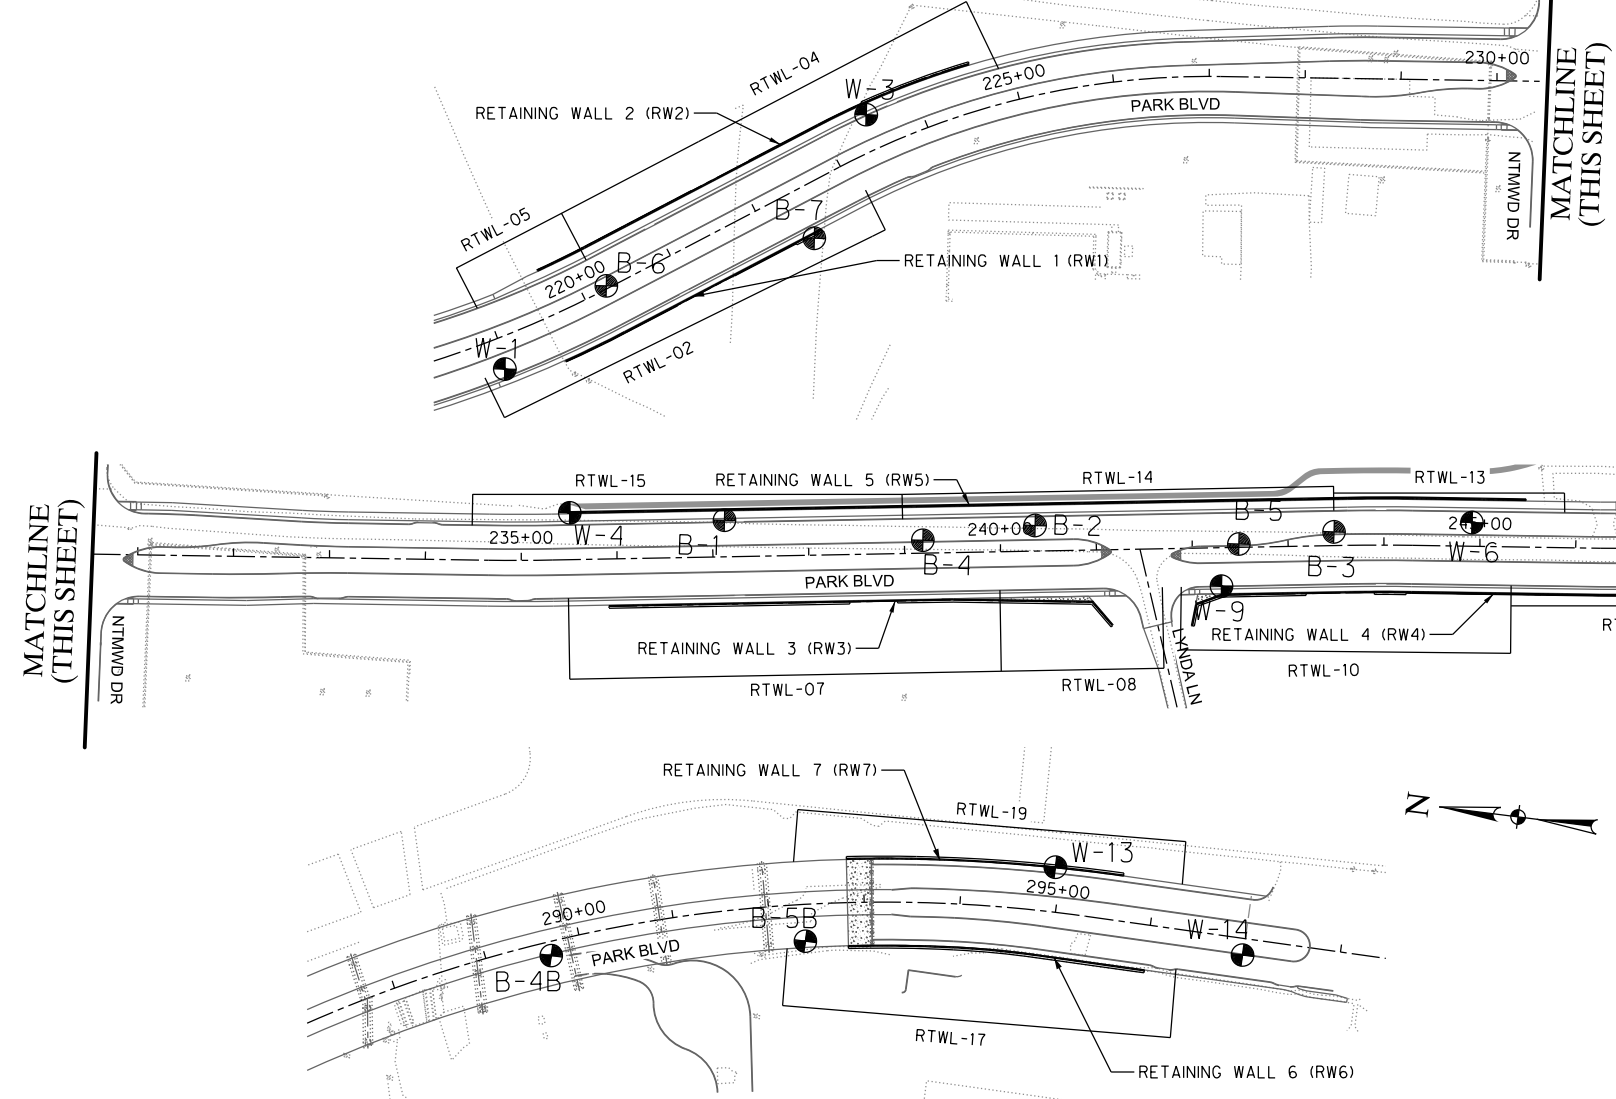 RTWL-04
230+00
225+00
W-3
RETAINING WALL 2 (RW2)
PARK BLVD
MATCHLINE
(THIS SHEET)
NTMWD DR
RTWL-05
B-7
B-6
220+00
RETAINING WALL 1 (RW1)
W-1
RTWL-02
MATCHLINE
(THIS SHEET)
RTWL-15
RETAINING WALL 5 (RW5)
RTWL-14
RTWL-13
B-5
235+00
W-4
B-1
240+00
B-2
245+00
W-6
B-4
B-3
PARK BLVD
W-9
NTMWD DR
RETAINING WALL 3 (RW3)
LYNDA LN
RETAINING WALL 4 (RW4)
RTWL-07
RTWL-08
RTWL-10
RETAINING WALL 7 (RW7)
RTWL-19
N
W-13
295+00
290+00
B-5B
W-14
PARK BLVD
B-4B
RTWL-17
RETAINING WALL 6 (RW6)